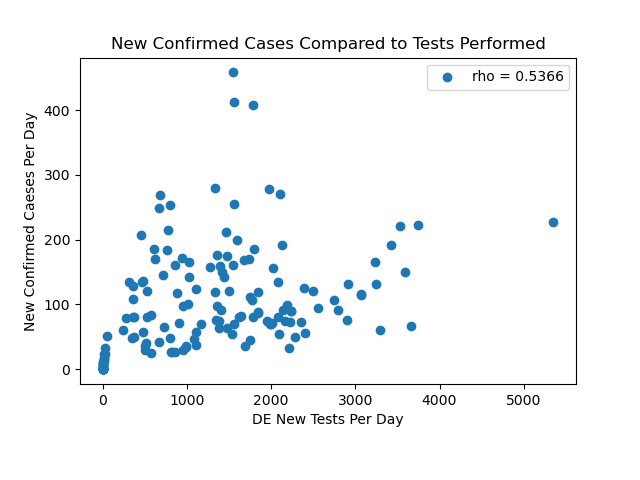 New Confirmed Cases Compared to Tests Performed
rho = 0.5366
New Confirmed Caeses Per Day
400
300
200
100
0
0 1000 2000 3000 4000 5000
DE New Tests Per Day